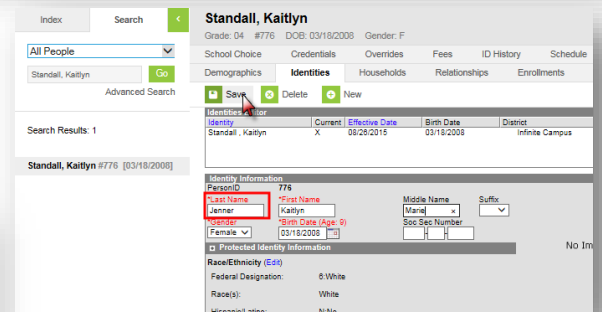 Index Search <
All People
Standall, Kaitlyn Go
Advanced Search
Search Results: 1
Standall, Kaitlyn #776 [03/18/2008]
Standall, Kaitlyn
Grade: 04 #776 DOB: 03/18/2008 Gender: F
School Choice Credentials Overrides Fees ID History Schedule
Demographics Identities Households Relationships Enrollments
Save Delete New
Identities Editor
Identity Current Effective Date Birth Date District
Standall , Kaitlyn X 08/26/2015 03/18/2008 Infinite Campus
Identity Information
PersonID 776
*Last Name *First Name Middle Name Suffix
Jenner Kaitlyn Marie x
*Gender *Birth Date (Age: 9) Soc Sec Number
Female 03/18/2008 - -
Protected Identity Information
No Im
Race/Ethnicity (Edit)
Federal Designation: 6:White
Race(s): White
Hispanic/Latino: N:No